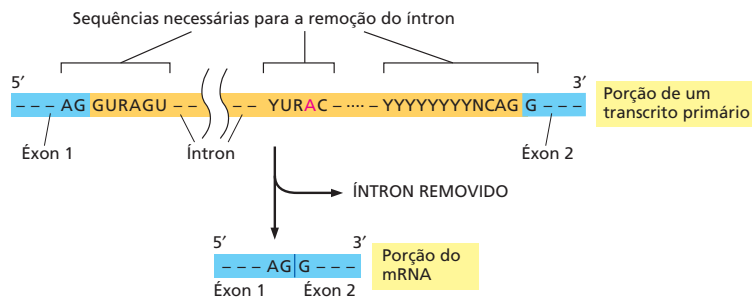 Sequências necessárias para a remoção do íntron
5′ 3′
– – – AG GURAGU – – – – YURAC – ···· – YYYYYYYYNCAG G – – –
Porção de um
transcrito primário
Éxon 1 Íntron Éxon 2
ÍNTRON REMOVIDO
5′ 3′
– – – AG G – – –
Porção do
mRNA
Éxon 1 Éxon 2